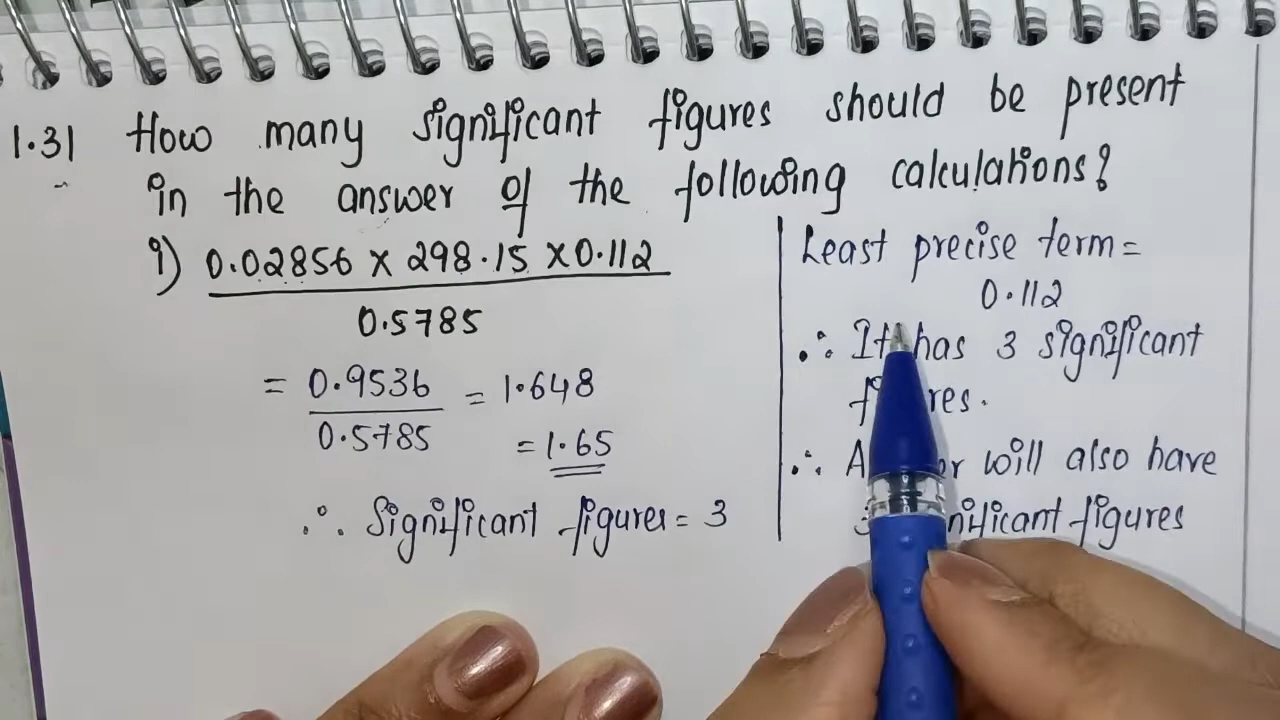 1.31 How many significant figures should be present
in the answer of the following calculations?
i) 0.02856 x 298.15 x 0.112
0.5785
= 0.9536 = 1.648
0.5785
= 1.65
∴ Significant figures = 3
Least precise term =
0.112
∴ It has 3 significant
∴ will also have
figures